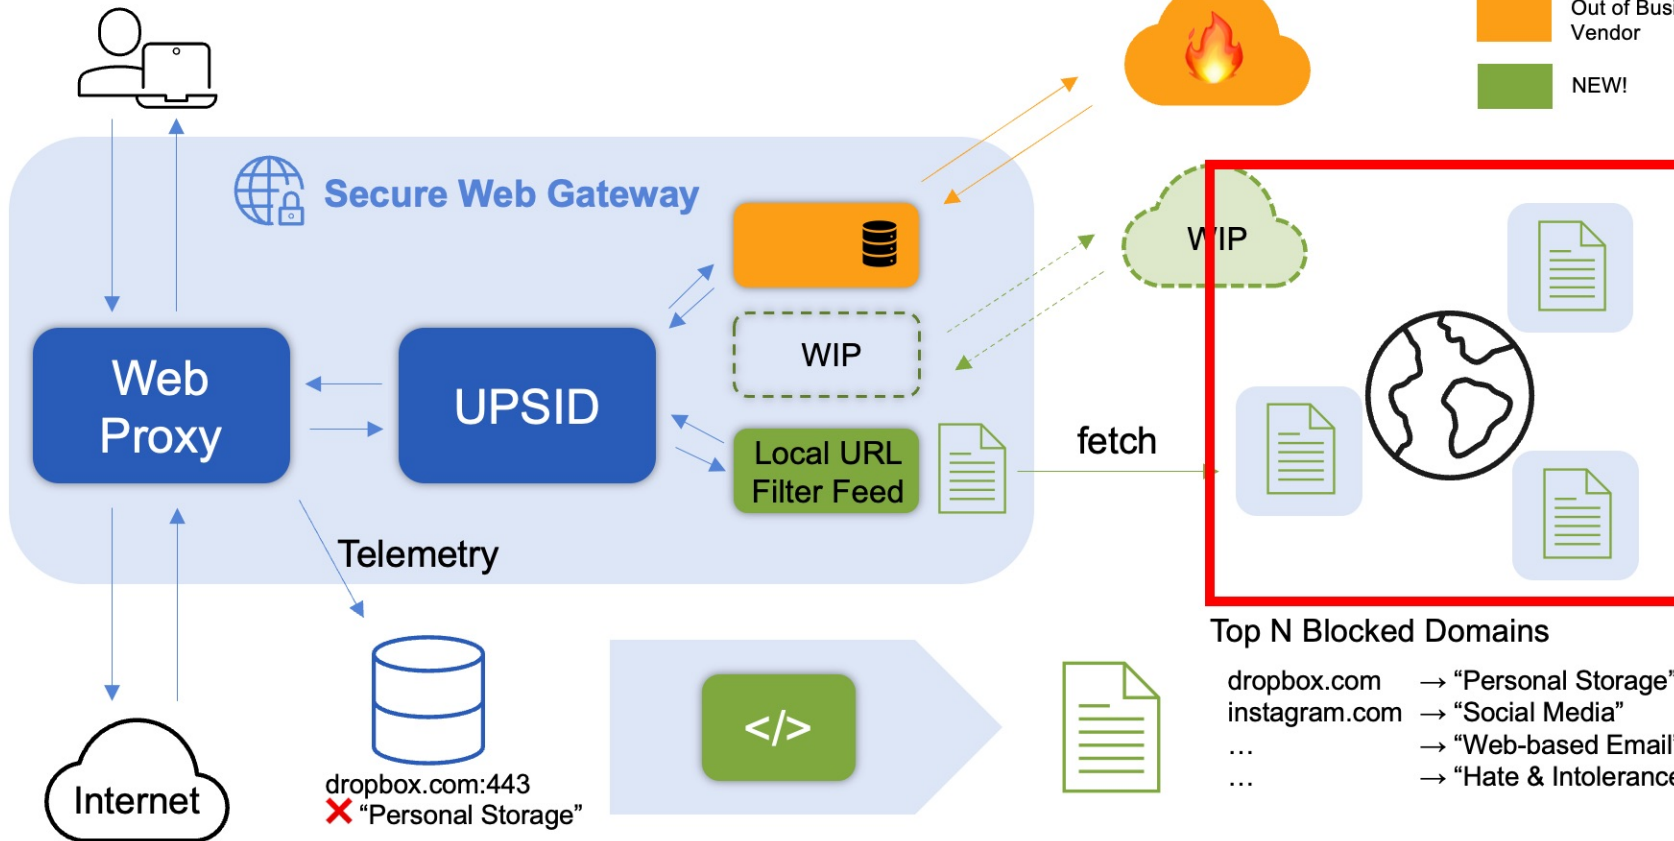 Out of Busi
Vendor
NEW!
Secure Web Gateway
WIP
Web
Proxy
UPSID
WIP
Local URL
Filter Feed
fetch
Telemetry
Top N Blocked Domains
dropbox.com → “Personal Storage”
instagram.com → “Social Media”
… → “Web-based Email”
… → “Hate & Intolerance
</>
Internet
dropbox.com:443
❌ “Personal Storage”